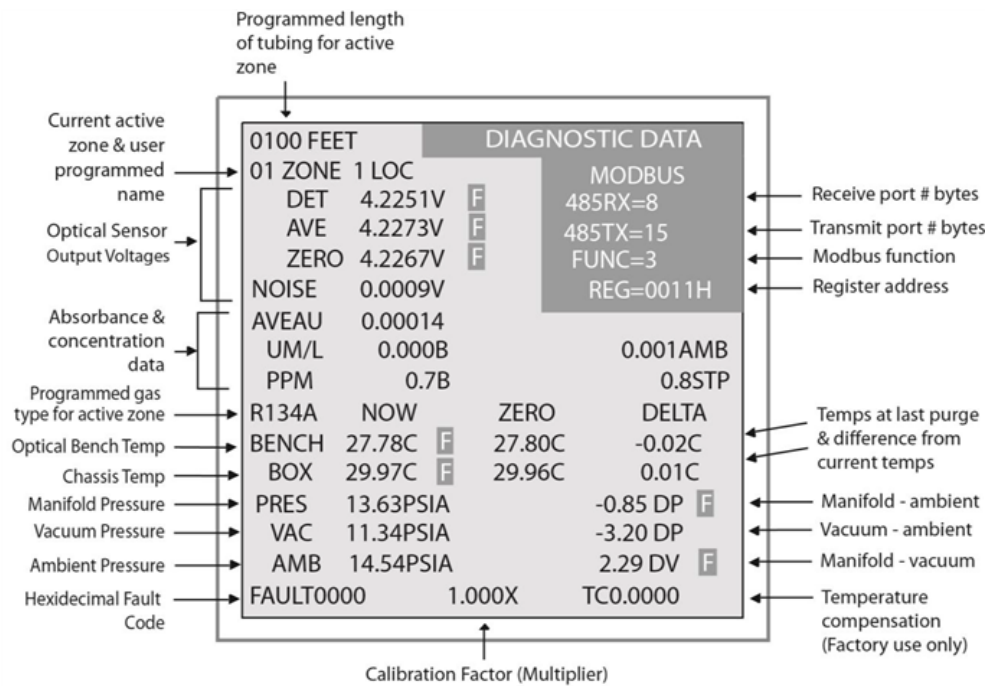 Programmed length
of tubing for active
zone
Current active
zone & user
programmed
name
Optical Sensor
Output Voltages
Absorbance &
concentration
data
Programmed gas
type for active zone
Optical Bench Temp
Chassis Temp
Manifold Pressure
Vacuum Pressure
Ambient Pressure
Hexidecimal Fault
Code
0100 FEET DIAGNOSTIC DATA
01 ZONE 1 LOC MODBUS
DET 4.2251V F 485RX=8
AVE 4.2273V F 485TX=15
ZERO 4.2267V F FUNC=3
NOISE 0.0009V REG=0011H
AVEAU 0.00014
UM/L 0.000B 0.001AMB
PPM 0.7B 0.8STP
R134A NOW ZERO DELTA
BENCH 27.78C F 27.80C -0.02C
BOX 29.97C F 29.96C 0.01C
PRES 13.63PSIA -0.85 DP F
VAC 11.34PSIA -3.20 DP
AMB 14.54PSIA 2.29 DV F
FAULT0000 1.000X TC0.0000
Receive port # bytes
Transmit port # bytes
Modbus function
Register address
Temps at last purge
& difference from
current temps
Manifold - ambient
Vacuum - ambient
Manifold - vacuum
Temperature
compensation
(Factory use only)
Calibration Factor (Multiplier)